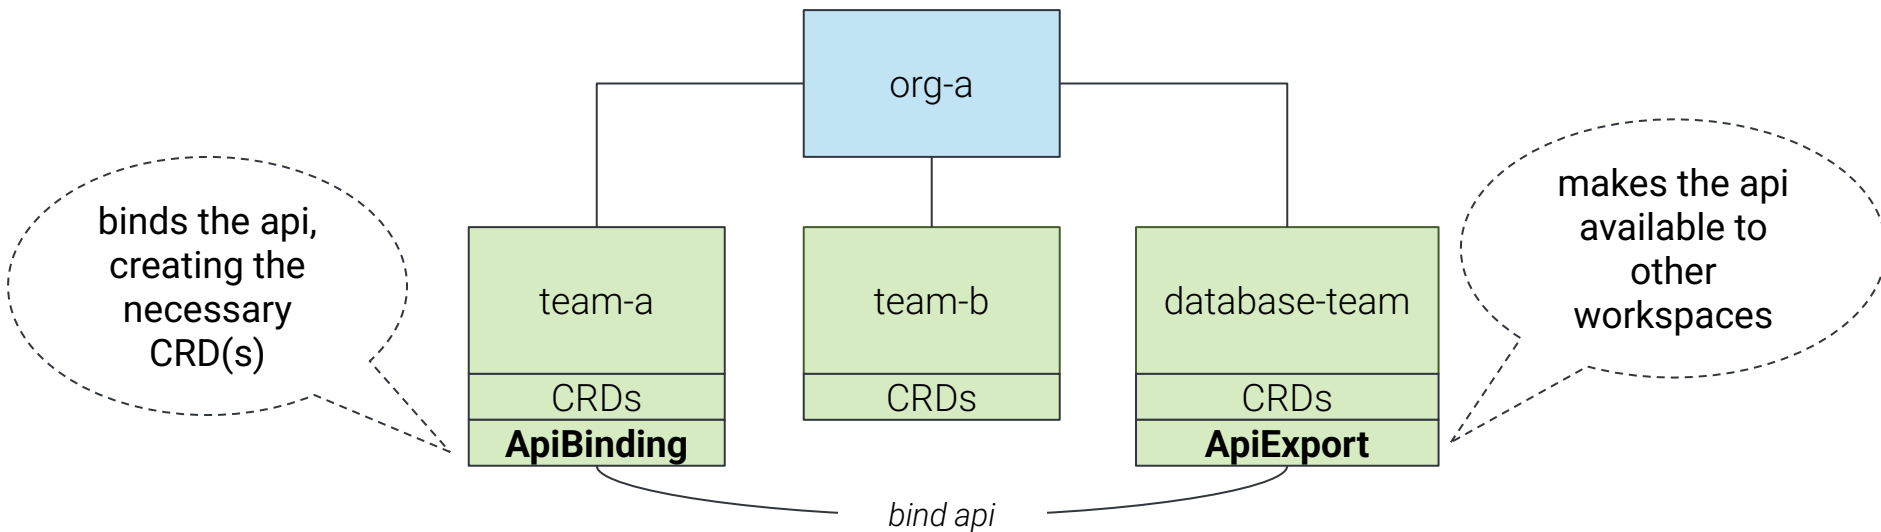 org-a
binds the api,
creating the
necessary
CRD(s)
makes the api
available to
other
workspaces
team-a
team-b
database-team
CRDs
CRDs
CRDs
ApiBinding
ApiExport
bind api